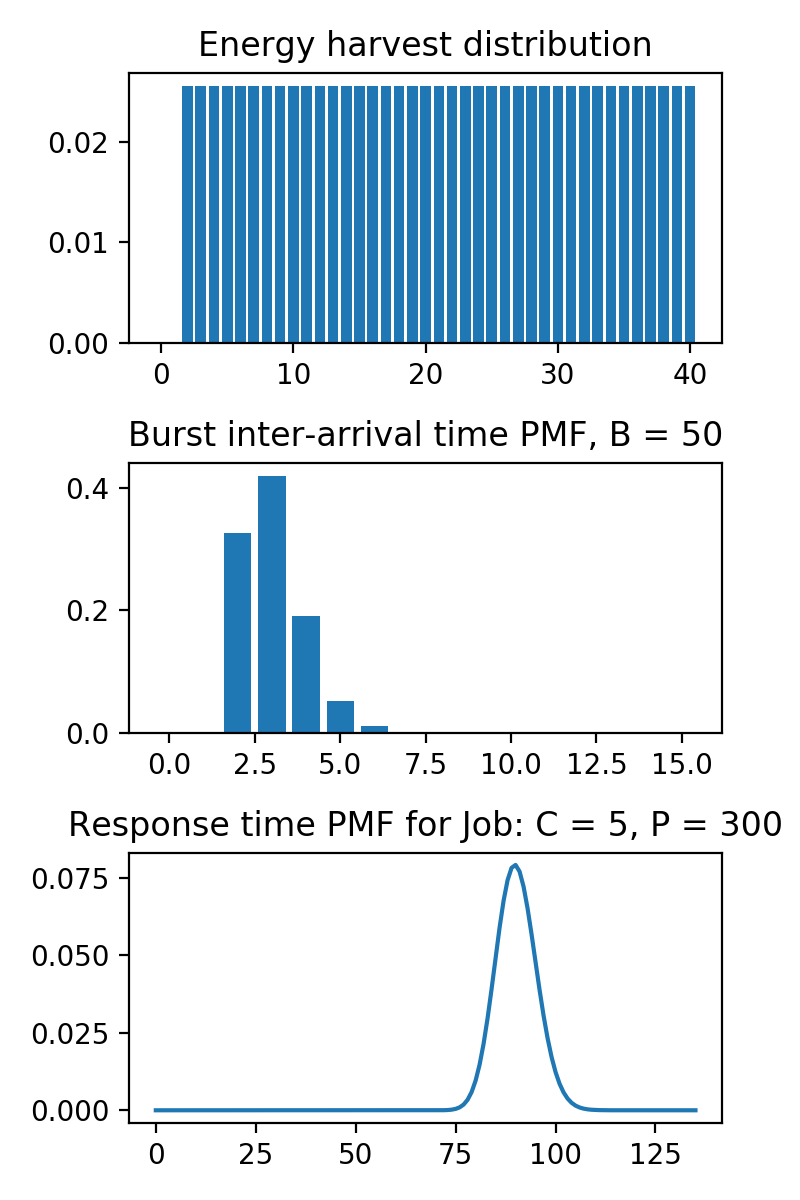 Energy harvest distribution
0.02
0.01
0.00
0 10 20 30 40
Burst inter-arrival time PMF, B = 50
0.4
0.2
0.0
0.0 2.5 5.0 7.5 10.0 12.5 15.0
Response time PMF for Job: C = 5, P = 300
0.075
0.050
0.025
0.000
0 25 50 75 100 125